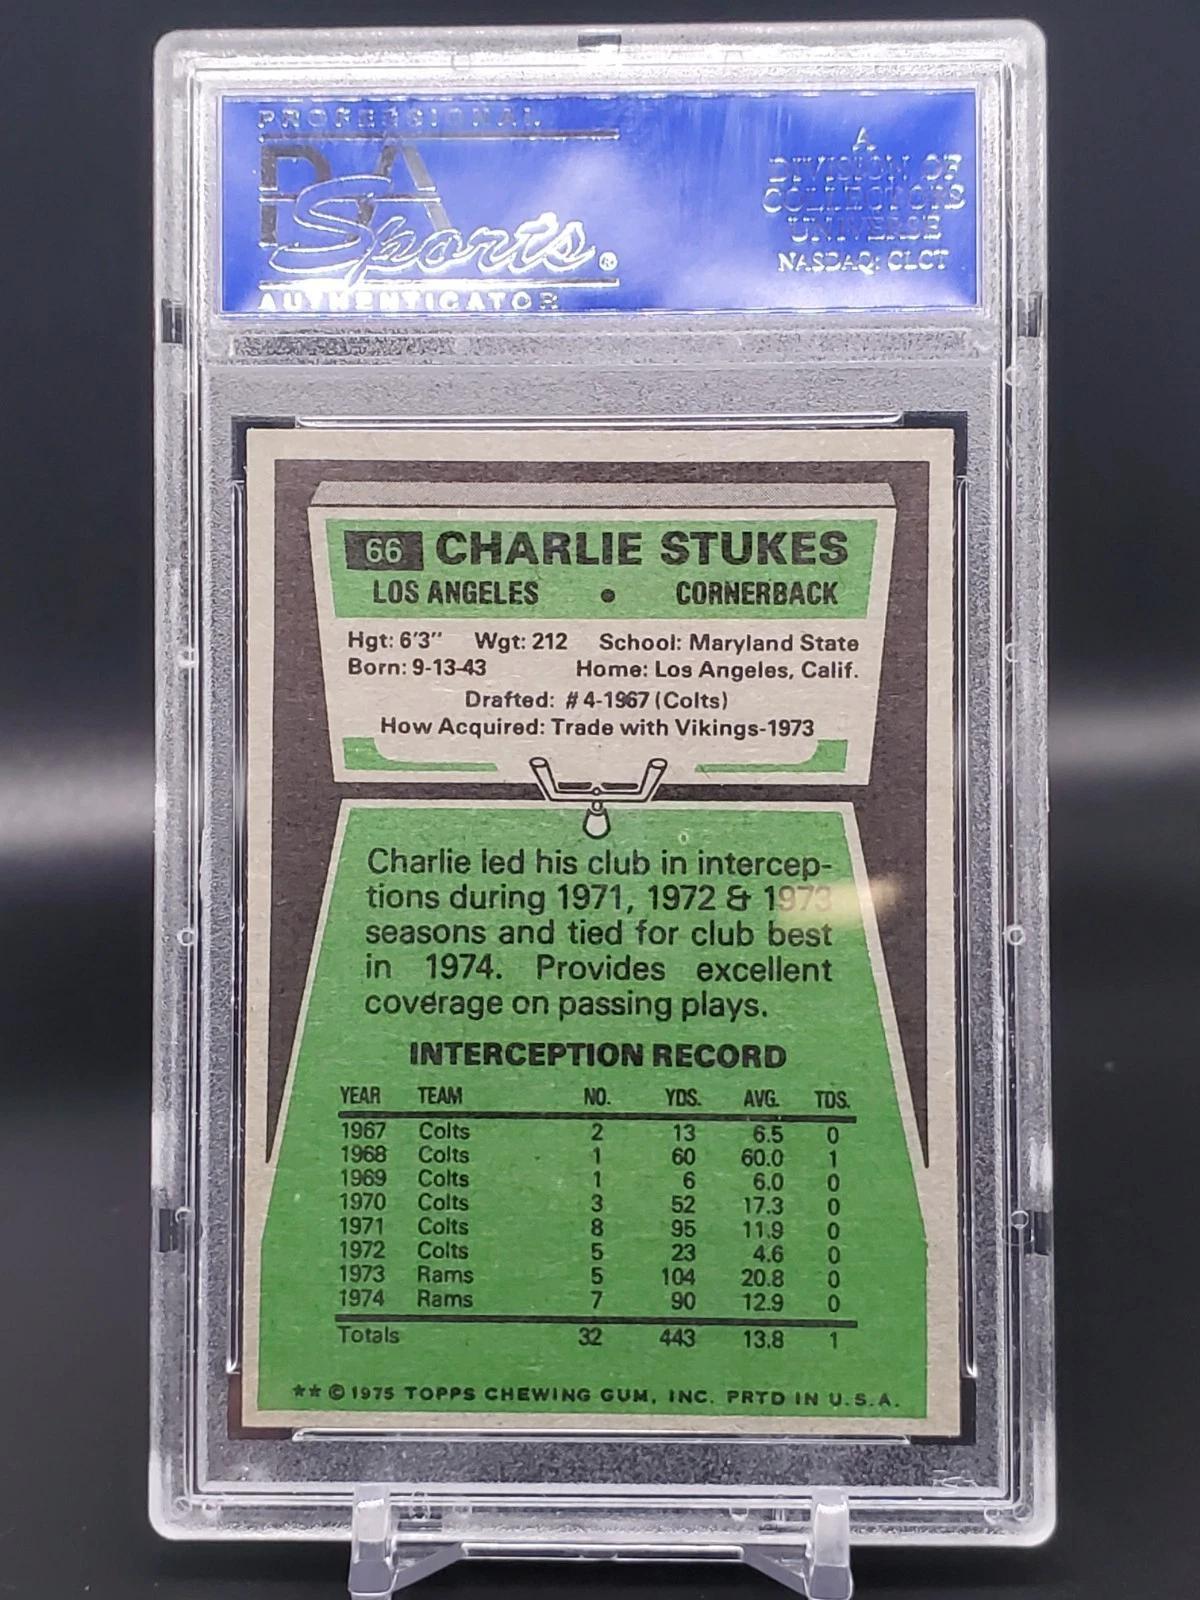 PROFESSIONAL
PSA
Sports®
AUTHENTICATOR
A
DIVISION OF
COLLECTORS
UNIVERSE
NASDAQ: CLCT
66 CHARLIE STUKES
LOS ANGELES • CORNERBACK
Hgt: 6'3" Wgt: 212 School: Maryland State
Born: 9-13-43 Home: Los Angeles, Calif.
Drafted: #4-1967 (Colts)
How Acquired: Trade with Vikings-1973
Charlie led his club in intercep-
tions during 1971, 1972 & 1973
seasons and tied for club best
in 1974. Provides excellent
coverage on passing plays.
INTERCEPTION RECORD
YEAR TEAM NO. YDS. AVG. TDS.
1967 Colts 2 13 6.5 0
1968 Colts 1 60 60.0 1
1969 Colts 1 6 6.0 0
1970 Colts 3 52 17.3 0
1971 Colts 8 95 11.9 0
1972 Colts 5 23 4.6 0
1973 Rams 5 104 20.8 0
1974 Rams 7 90 12.9 0
Totals 32 443 13.8 1
** © 1975 TOPPS CHEWING GUM, INC. PRTD IN U.S.A.